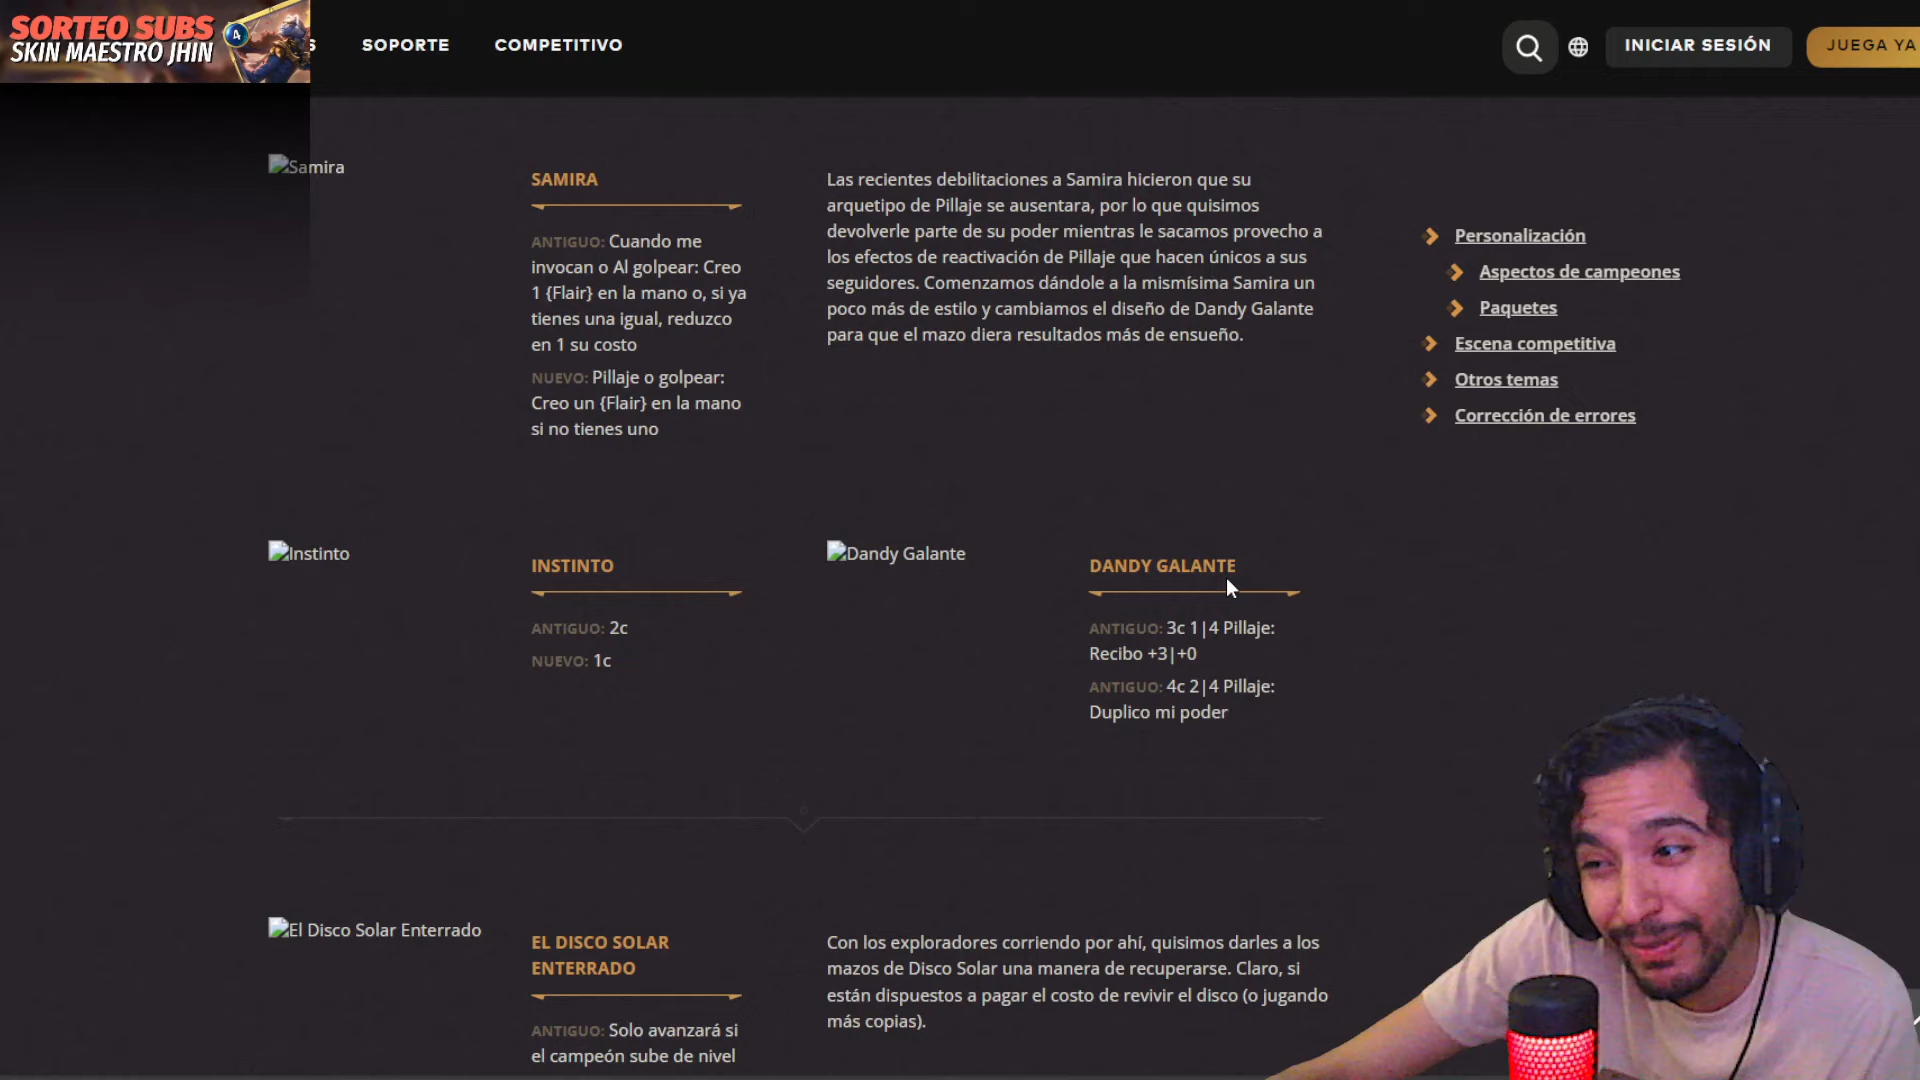 SORTEO SUBS
SKIN MAESTRO JHIN
4
S
SOPORTE
COMPETITIVO
INICIAR SESIÓN
JUEGA YA
Samira
SAMIRA
ANTIGUO: Cuando me
invocan o Al golpear: Creo
1 {Flair} en la mano o, si ya
tienes una igual, reduzco
en 1 su costo
NUEVO: Pillaje o golpear:
Creo un {Flair} en la mano
si no tienes uno
Las recientes debilitaciones a Samira hicieron que su
arquetipo de Pillaje se ausentara, por lo que quisimos
devolverle parte de su poder mientras le sacamos provecho a
los efectos de reactivación de Pillaje que hacen únicos a sus
seguidores. Comenzamos dándole a la mismísima Samira un
poco más de estilo y cambiamos el diseño de Dandy Galante
para que el mazo diera resultados más de ensueño.
Personalización
Aspectos de campeones
Paquetes
Escena competitiva
Otros temas
Corrección de errores
Instinto
INSTINTO
ANTIGUO: 2c
NUEVO: 1c
Dandy Galante
DANDY GALANTE
ANTIGUO: 3c 1|4 Pillaje:
Recibo +3|+0
ANTIGUO: 4c 2|4 Pillaje:
Duplico mi poder
El Disco Solar Enterrado
EL DISCO SOLAR
ENTERRADO
ANTIGUO: Solo avanzará si
el campeón sube de nivel
Con los exploradores corriendo por ahí, quisimos darles a los
mazos de Disco Solar una manera de recuperarse. Claro, si
están dispuestos a pagar el costo de revivir el disco (o jugando
más copias).